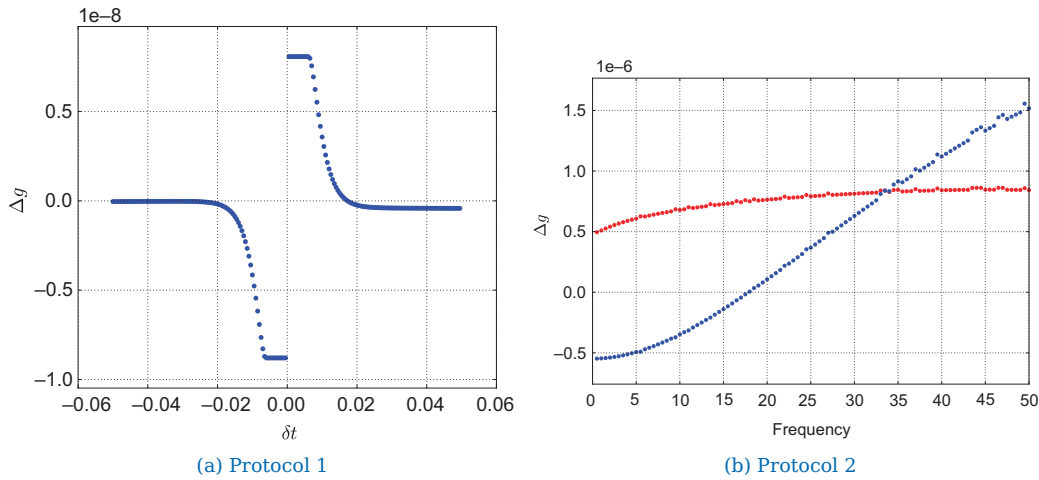 1e−8
0.5
0.0
−0.5
−1.0
Δg
−0.06 −0.04 −0.02 0.00 0.02 0.04 0.06
δt
(a) Protocol 1
1e−6
1.5
1.0
0.5
0.0
−0.5
Δg
0 5 10 15 20 25 30 35 40 45 50
Frequency
(b) Protocol 2